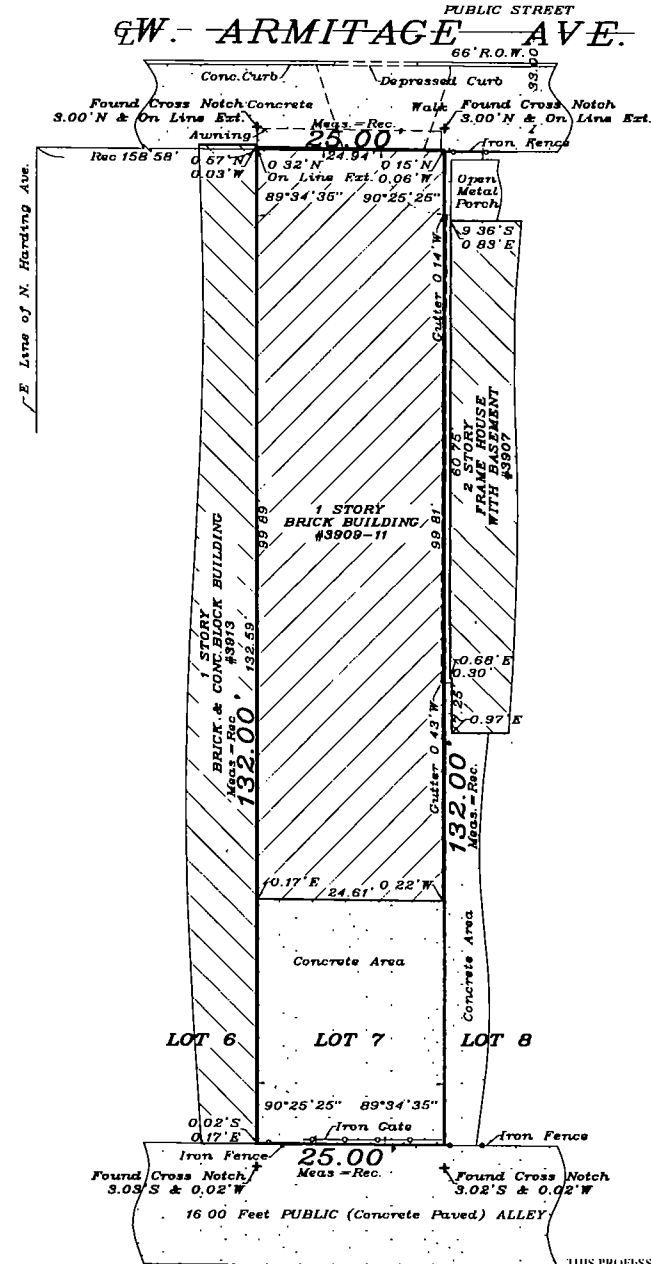 PUBLIC STREET
℄ W. ARMITAGE AVE.
66' R.O.W.
33.00
Conc. Curb
Depressed Curb
Found Cross Notch
3.00'N & On Line Ext.
Concrete
Walk
Found Cross Notch
3.00'N & On Line Ext.
Awning
Meas.=Rec.
25.00'
Iron Fence
Rec 158 58'
0 57'N
0.03'W
0 32'N
On Line Ext.
24.94'
0 15'N
0.06'W
Open
Metal
Porch
89°34'35"
90°25'25"
E Line of N. Harding Ave.
9 36'S
0 83'E
Gutter 0 14'W
60 75'
2 STORY
FRAME HOUSE
WITH BASEMENT
#3907
99 89'
1 STORY
BRICK BUILDING
#3909-11
99 81'
1 STORY
BRICK & CONC. BLOCK BUILDING
#3913
132.59'
Meas =Rec
132.00'
0.68'E
0.30'
0.97'E
Gutter 0 43'W
132.00'
Meas.=Rec.
0.17'E
24.61'
0 22'W
Concrete Area
Concrete Area
LOT 6
LOT 7
LOT 8
90°25'25"
89°34'35"
0.02'S
0.17'E
Iron Gate
Iron Fence
Iron Fence
25.00'
Meas =Rec.
Found Cross Notch
3.03'S & 0.02'W
Found Cross Notch
3.02'S & 0.02'W
16 00 Feet PUBLIC (Concrete Paved) ALLEY